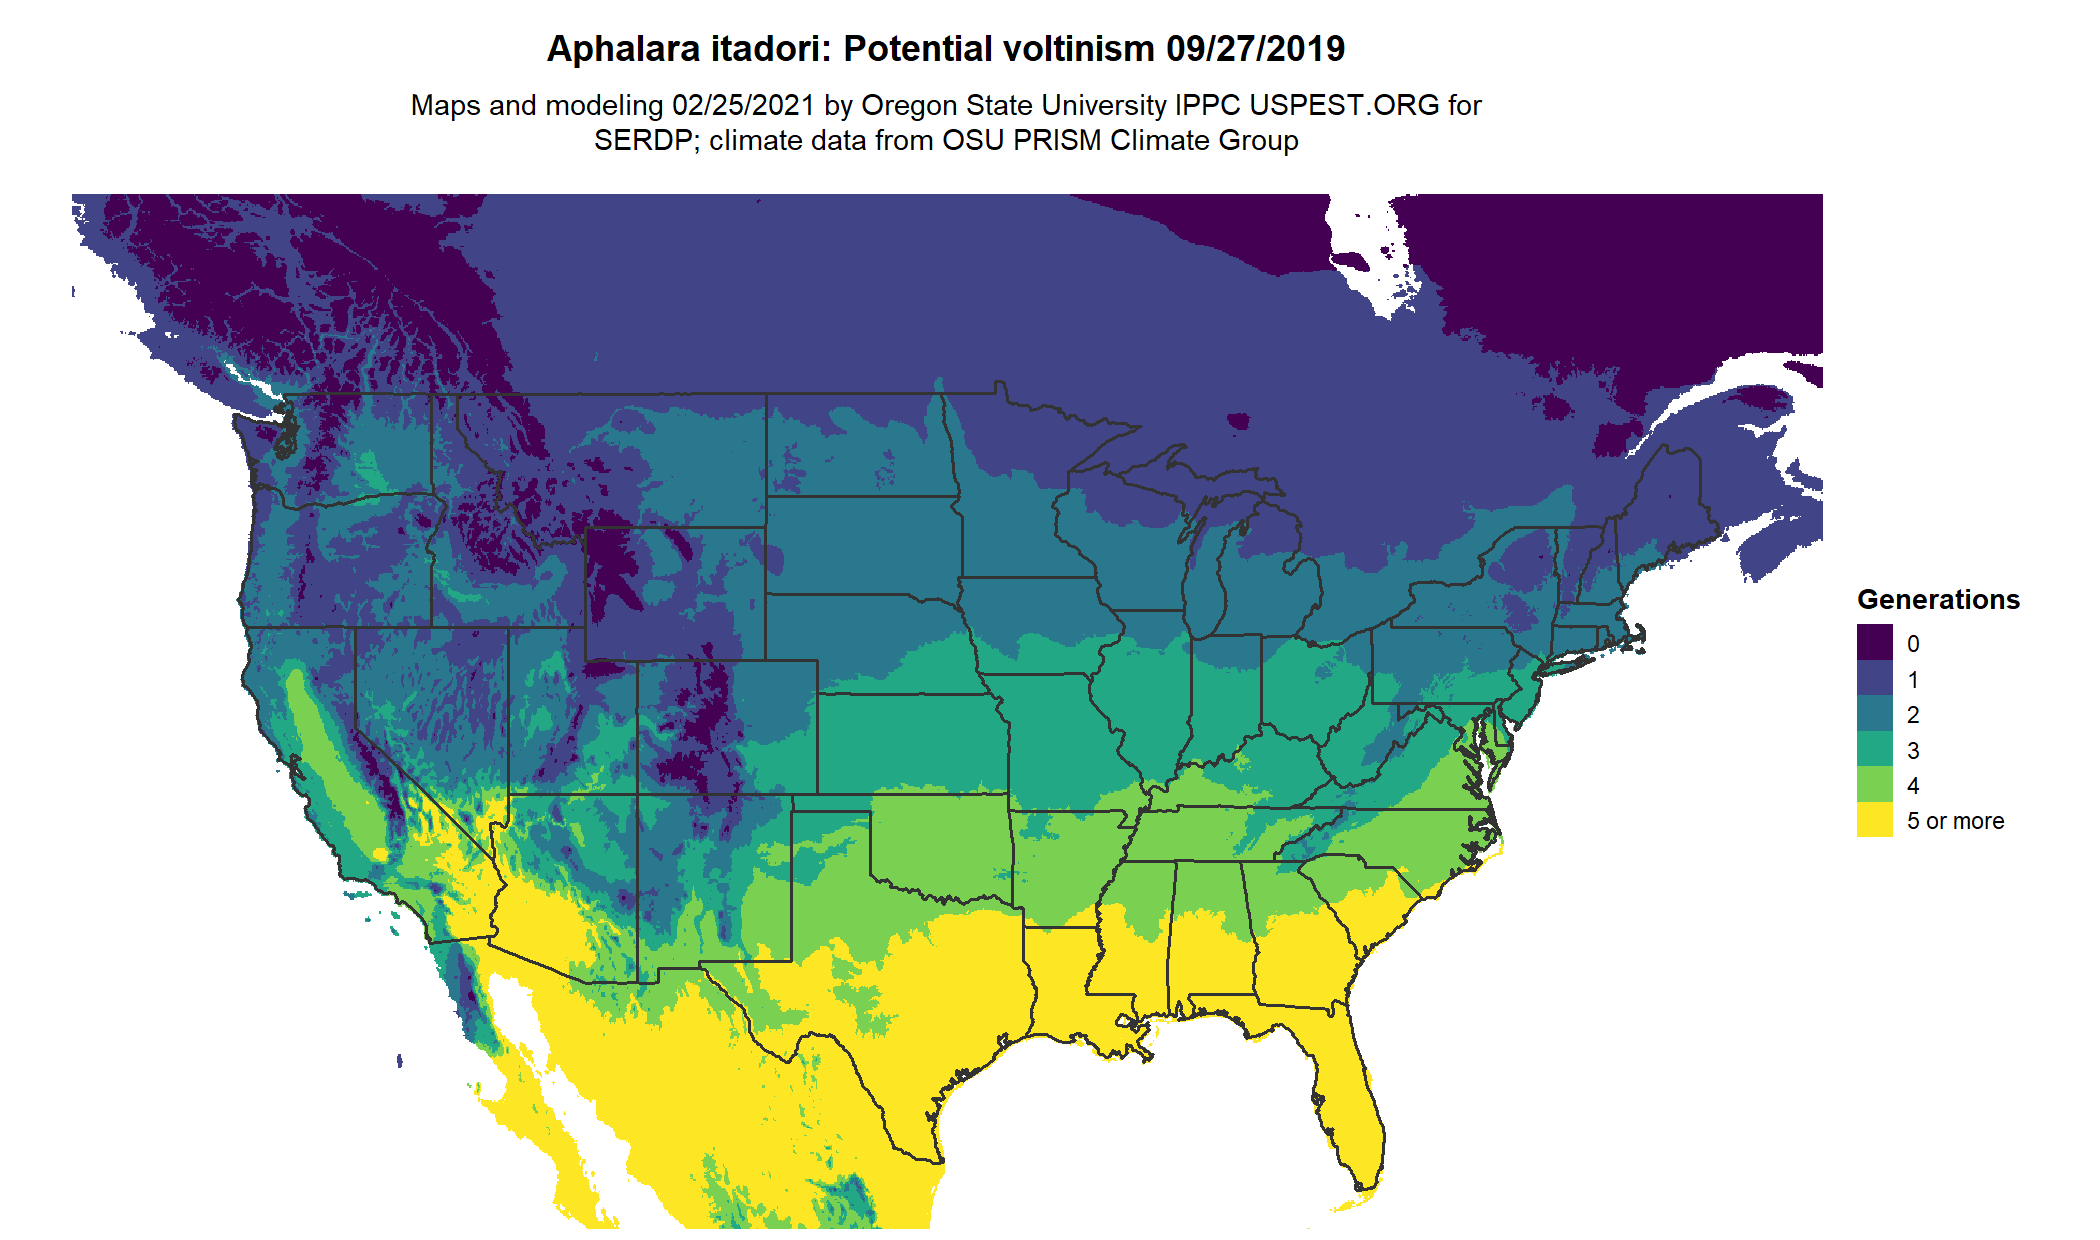 Aphalara itadori: Potential voltinism 09/27/2019
Maps and modeling 02/25/2021 by Oregon State University IPPC USPEST.ORG for
SERDP; climate data from OSU PRISM Climate Group
Generations
0
1
2
3
4
5 or more